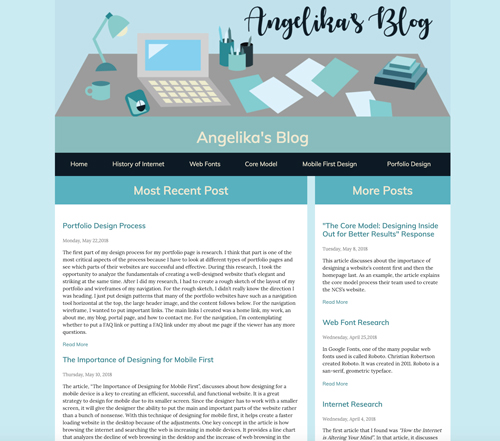 Angelika's Blog
Angelika's Blog
Home History of Internet Web Fonts Core Model Mobile First Design Porfolio Design
Most Recent Post
Portfolio Design Process
Monday, May 22,2018
The first part of my design process for my portfolio page is research. I think that part is one of the
most critical aspects of the process because i have to look at different types of portfolio pages and
see which parts of their websites are successful and effective. During this research, i took the
opportunity to analyze the fundamentals of creating a well-designed website that's elegant and
striking at the same time. After I did my research, I had to create a rough sketch of the layout of
my portfolio and wireframes of my navigation. For the rough sketch, I didn't really know the direction I
was heading. I just put design patterns that many of the portfolio websites have such as a navigation
tool horizontal at the top, the large header image, and the content follows below. For the navigation
wireframe, I wanted to put important links. The main links I created was a home link, my work, an
about me, my blog, portal page, and how to contact me. For the navigation, I'm contemplating
whether to put a FAQ link or putting a FAQ link under my about me page if the viewer has any more
questions.
Read More
The Importance of Designing for Mobile First
Thursday, May 10, 2018
The article, "The Importance of Designing for Mobile First", discusses about how designing for a
mobile device is a key to creating an efficient, successful, and functional website. It is a great
strategy to design for mobile due to its smaller screen. Since the designer has to work with a smaller
screen, it will give the designer the ability to put the main and important parts of the website rather
than a bunch of nonsense. With this technique of designing for mobile first, it helps create a faster
loading website in the desktop because of the adjustments. One key concept in the article is how
browsing the internet and searching the web is increasing in mobile devices. It provides a line chart
that analyzes the decline of web browsing in the desktop and the increase of web browsing in the
More Posts
"The Core Model: Designing Inside
Out for Better Results" Response
Tuesday, May 8, 2018
This article discusses about the importance of
designing a website's content first and then the
homepage last. As an example, the article explains
the core model process their team used to create
the NCS's website.
Read More
Web Font Research
Wednesday, April 25,2018
In Google Fonts, one of the many popular web
fonts used is called Roboto. Christian Robertson
created Robort. It was created in 2012. Roboto is a
san-serif, geometric typeface.
Read More
Internet Research
Wednesday, April 4, 2018
The first article that I found was "How the Internet
is Altering Your Mind". In that article, it discusses